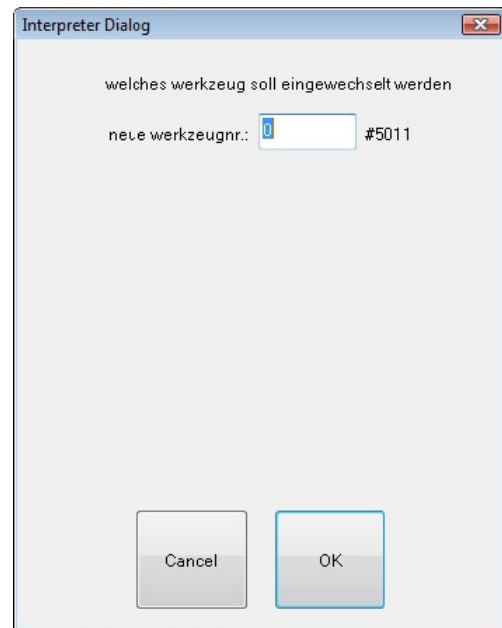 Interpreter Dialog
welches werkzeug soll eingewechselt werden
neue werkzeugnr.: 0 #5011
Cancel OK